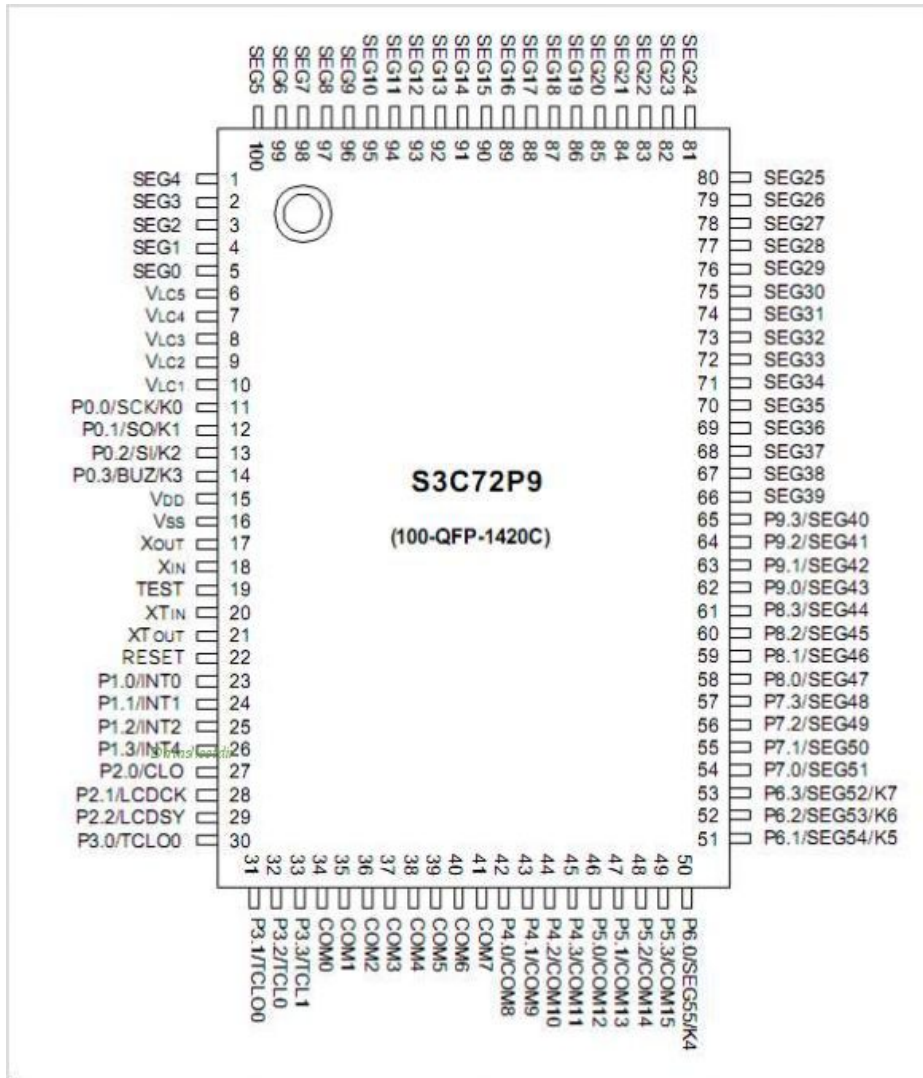 SEG5
SEG6
SEG7
SEG8
SEG9
SEG10
SEG11
SEG12
SEG13
SEG14
SEG15
SEG16
SEG17
SEG18
SEG19
SEG20
SEG21
SEG22
SEG23
SEG24
100
99
98
97
96
95
94
93
92
91
90
89
88
87
86
85
84
83
82
81
SEG4 1
SEG3 2
SEG2 3
SEG1 4
SEG0 5
VLC5 6
VLC4 7
VLC3 8
VLC2 9
VLC1 10
P0.0/SCK/K0 11
P0.1/SO/K1 12
P0.2/SI/K2 13
P0.3/BUZ/K3 14
VDD 15
VSS 16
XOUT 17
XIN 18
TEST 19
XTIN 20
XTOUT 21
RESET 22
P1.0/INT0 23
P1.1/INT1 24
P1.2/INT2 25
P1.3/INT4 26
P2.0/CLO 27
P2.1/LCDCK 28
P2.2/LCDSY 29
P3.0/TCLO0 30
S3C72P9
(100-QFP-1420C)
80 SEG25
79 SEG26
78 SEG27
77 SEG28
76 SEG29
75 SEG30
74 SEG31
73 SEG32
72 SEG33
71 SEG34
70 SEG35
69 SEG36
68 SEG37
67 SEG38
66 SEG39
65 P9.3/SEG40
64 P9.2/SEG41
63 P9.1/SEG42
62 P9.0/SEG43
61 P8.3/SEG44
60 P8.2/SEG45
59 P8.1/SEG46
58 P8.0/SEG47
57 P7.3/SEG48
56 P7.2/SEG49
55 P7.1/SEG50
54 P7.0/SEG51
53 P6.3/SEG52/K7
52 P6.2/SEG53/K6
51 P6.1/SEG54/K5
31
32
33
34
35
36
37
38
39
40
41
42
43
44
45
46
47
48
49
50
P3.1/TCLO0
P3.2/TCL0
P3.3/TCL1
COM0
COM1
COM2
COM3
COM4
COM5
COM6
COM7
P4.0/COM8
P4.1/COM9
P4.2/COM10
P4.3/COM11
P5.0/COM12
P5.1/COM13
P5.2/COM14
P5.3/COM15
P6.0/SEG55/K4